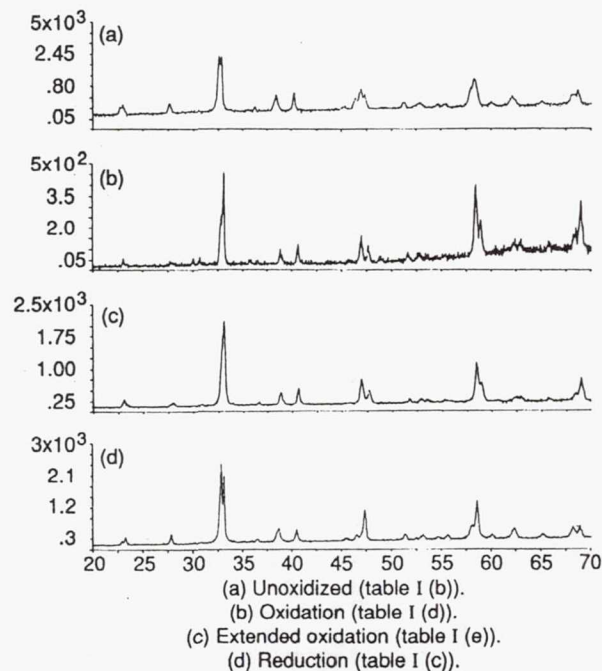 5x10³
(a)
2.45
.80
.05
5x10²
(b)
3.5
2.0
.05
2.5x10³
(c)
1.75
1.00
.25
3x10³
(d)
2.1
1.2
.3
20 25 30 35 40 45 50 55 60 65 70
(a) Unoxidized (table I (b)).
(b) Oxidation (table I (d)).
(c) Extended oxidation (table I (e)).
(d) Reduction (table I (c)).